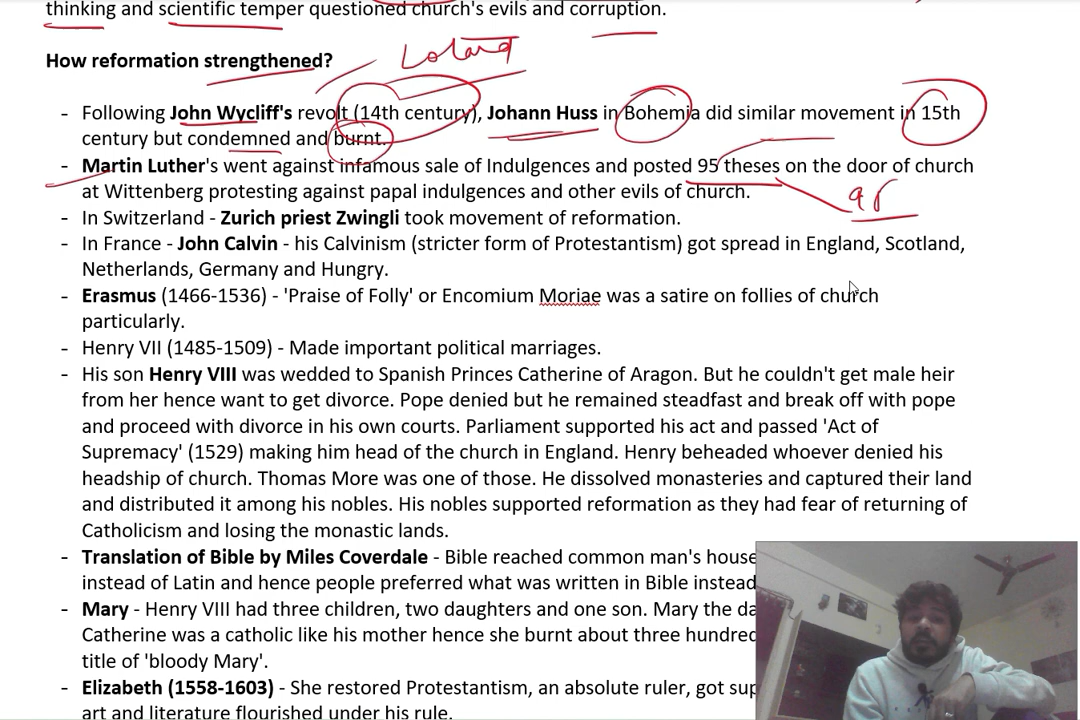 thinking and scientific temper questioned church's evils and corruption.
How reformation strengthened?
- Following John Wycliff's revolt (14th century), Johann Huss in Bohemia did similar movement in 15th
century but condemned and burnt.
- Martin Luther's went against infamous sale of Indulgences and posted 95 theses on the door of church
at Wittenberg protesting against papal indulgences and other evils of church.
95
- In Switzerland - Zurich priest Zwingli took movement of reformation.
- In France - John Calvin - his Calvinism (stricter form of Protestantism) got spread in England, Scotland,
Netherlands, Germany and Hungry.
- Erasmus (1466-1536) - 'Praise of Folly' or Encomium Moriae was a satire on follies of church
particularly.
- Henry VII (1485-1509) - Made important political marriages.
- His son Henry VIII was wedded to Spanish Princes Catherine of Aragon. But he couldn't get male heir
from her hence want to get divorce. Pope denied but he remained steadfast and break off with pope
and proceed with divorce in his own courts. Parliament supported his act and passed 'Act of
Supremacy' (1529) making him head of the church in England. Henry beheaded whoever denied his
headship of church. Thomas More was one of those. He dissolved monasteries and captured their land
and distributed it among his nobles. His nobles supported reformation as they had fear of returning of
Catholicism and losing the monastic lands.
- Translation of Bible by Miles Coverdale - Bible reached common man's house
instead of Latin and hence people preferred what was written in Bible instead
- Mary - Henry VIII had three children, two daughters and one son. Mary the da
Catherine was a catholic like his mother hence she burnt about three hundred
title of 'bloody Mary'.
- Elizabeth (1558-1603) - She restored Protestantism, an absolute ruler, got sup
art and literature flourished under his rule.